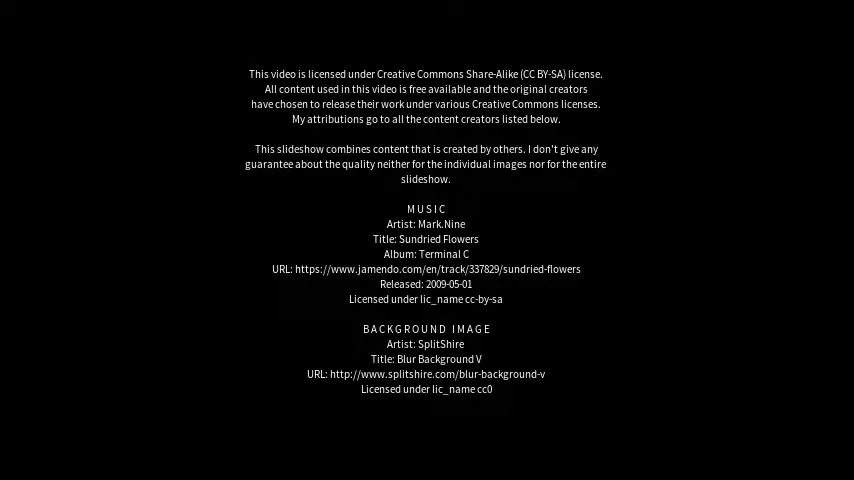 This video is licensed under Creative Commons Share-Alike (CC BY-SA) license.
All content used in this video is free available and the original creators
have chosen to release their work under various Creative Commons licenses.
My attributions go to all the content creators listed below.
This slideshow combines content that is created by others. I don't give any
guarantee about the quality neither for the individual images nor for the entire
slideshow.
MUSIC
Artist: Mark.Nine
Title: Sundried Flowers
Album: Terminal C
URL: https://www.jamendo.com/en/track/337829/sundried-flowers
Released: 2009-05-01
Licensed under lic_name cc-by-sa
BACKGROUND IMAGE
Artist: SplitShire
Title: Blur Background V
URL: http://www.splitshire.com/blur-background-v
Licensed under lic_name cc0